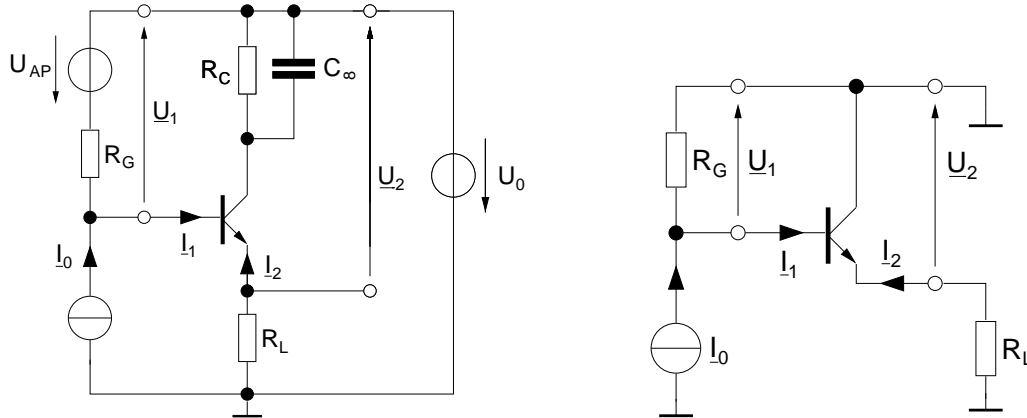 U_AP
R_G
U_1
I_0
I_1
R_C
C_∞
I_2
R_L
U_2
U_0
R_G
U_1
I_0
I_1
I_2
U_2
R_L